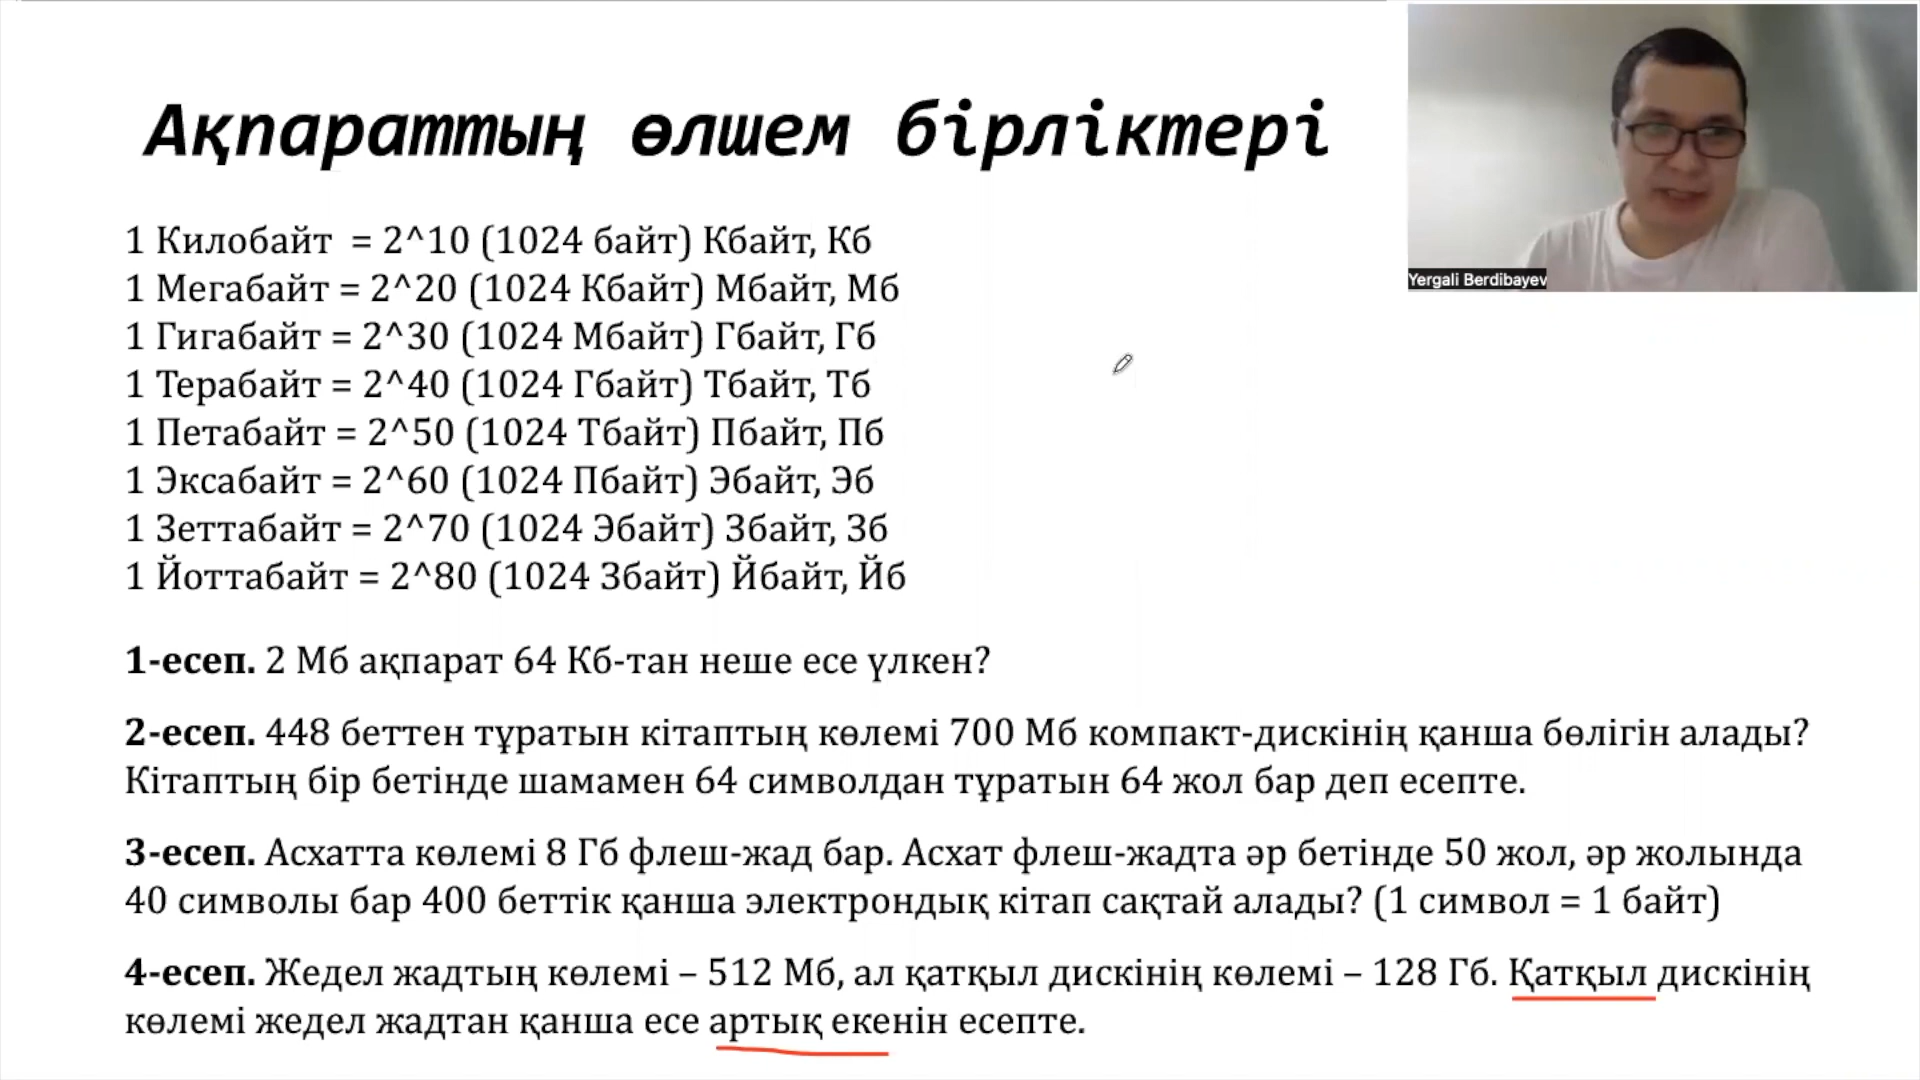 Ақпараттың өлшем бірліктері
Yergali Berdibayev
1 Килобайт = 2^10 (1024 байт) Кбайт, Кб
1 Мегабайт = 2^20 (1024 Кбайт) Мбайт, Мб
1 Гигабайт = 2^30 (1024 Мбайт) Гбайт, Гб
1 Терабайт = 2^40 (1024 Гбайт) Тбайт, Тб
1 Петабайт = 2^50 (1024 Тбайт) Пбайт, Пб
1 Эксабайт = 2^60 (1024 Пбайт) Эбайт, Эб
1 Зеттабайт = 2^70 (1024 Эбайт) Збайт, Зб
1 Йоттабайт = 2^80 (1024 Збайт) Йбайт, Йб
1-есеп. 2 Мб ақпарат 64 Кб-тан неше есе үлкен?
2-есеп. 448 беттен тұратын кітаптың көлемі 700 Мб компакт-дискінің қанша бөлігін алады?
Кітаптың бір бетінде шамамен 64 символдан тұратын 64 жол бар деп есепте.
3-есеп. Асхатта көлемі 8 Гб флеш-жад бар. Асхат флеш-жадта әр бетінде 50 жол, әр жолында
40 символы бар 400 беттік қанша электрондық кітап сақтай алады? (1 символ = 1 байт)
4-есеп. Жедел жадтың көлемі – 512 Мб, ал қатқыл дискінің көлемі – 128 Гб. Қатқыл дискінің
көлемі жедел жадтан қанша есе артық екенін есепте.